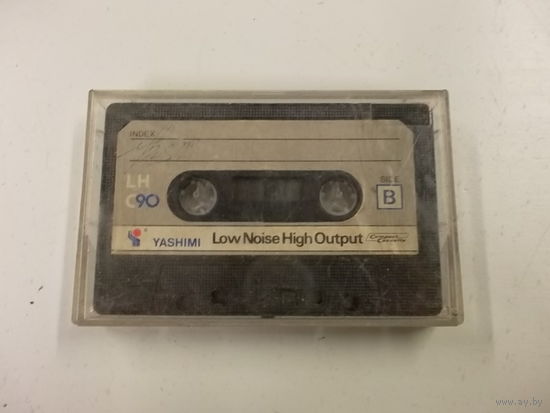 INDEX
LH
C90
SIDE
B
YASHIMI Low Noise High Output Compact Cassette
www.ay.by